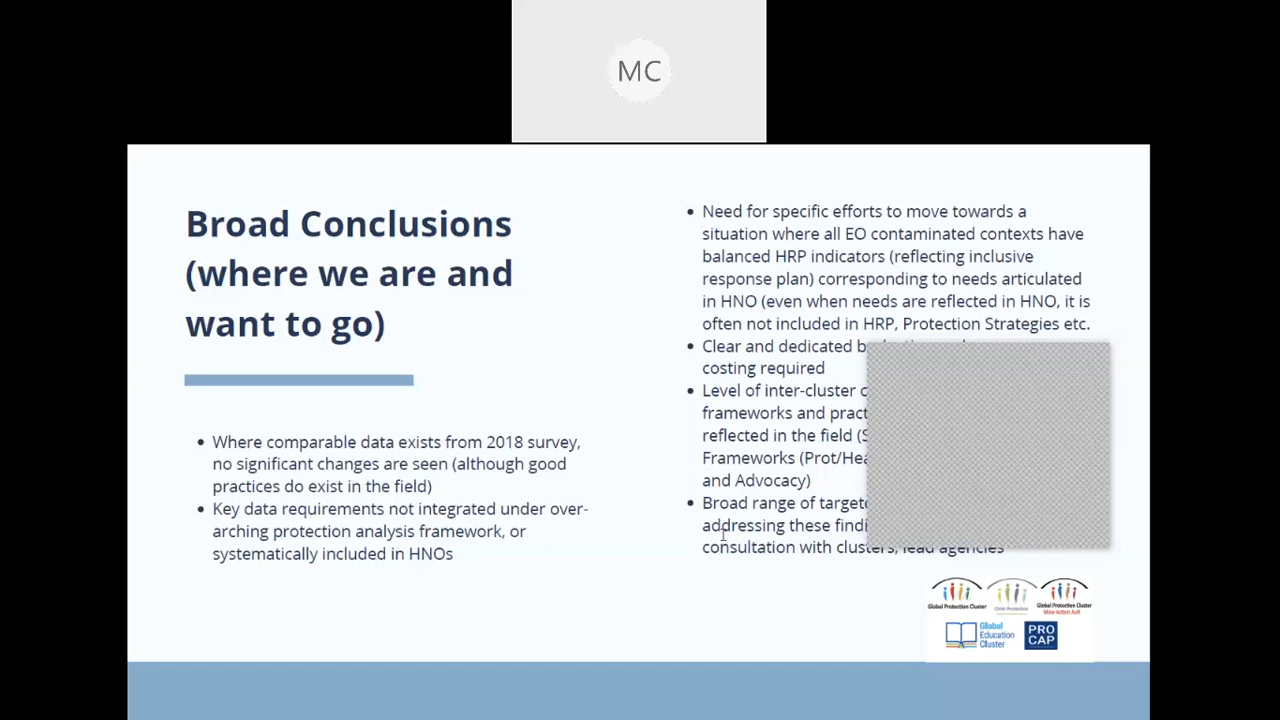 MC
Broad Conclusions
(where we are and
want to go)
• Where comparable data exists from 2018 survey,
no significant changes are seen (although good
practices do exist in the field)
• Key data requirements not integrated under over-
arching protection analysis framework, or
systematically included in HNOs
• Need for specific efforts to move towards a
situation where all EO contaminated contexts have
balanced HRP indicators (reflecting inclusive
response plan) corresponding to needs articulated
in HNO (even when needs are reflected in HNO, it is
often not included in HRP, Protection Strategies etc.
• Clear and dedicated
costing required
• Level of inter-cluster
frameworks and
reflected in the field
Frameworks
and Advocacy)
• Broad range of
addressing these
consultation with clusters, lead agencies
Global Protection Cluster
Child Protection
Global Protection Cluster
Mine Action AoR
Global
Education
Cluster
PRO
CAP